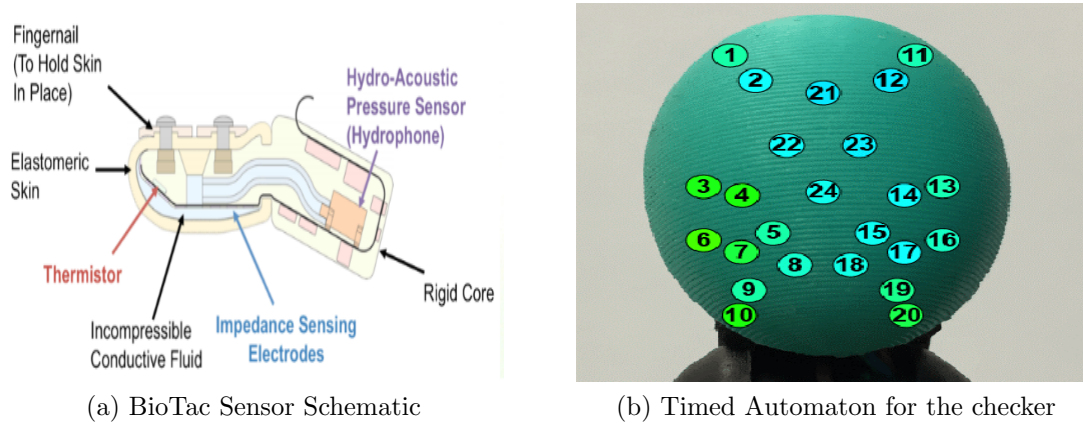 Fingernail
(To Hold Skin
In Place)
Hydro-Acoustic
Pressure Sensor
(Hydrophone)
Elastomeric
Skin
Thermistor
Rigid Core
Incompressible
Conductive Fluid
Impedance Sensing
Electrodes
(a) BioTac Sensor Schematic
1 11
2 12
21
22 23
3 4 24 14 13
6 5 15 16
7 17
8 18
9 19
10 20
(b) Timed Automaton for the checker